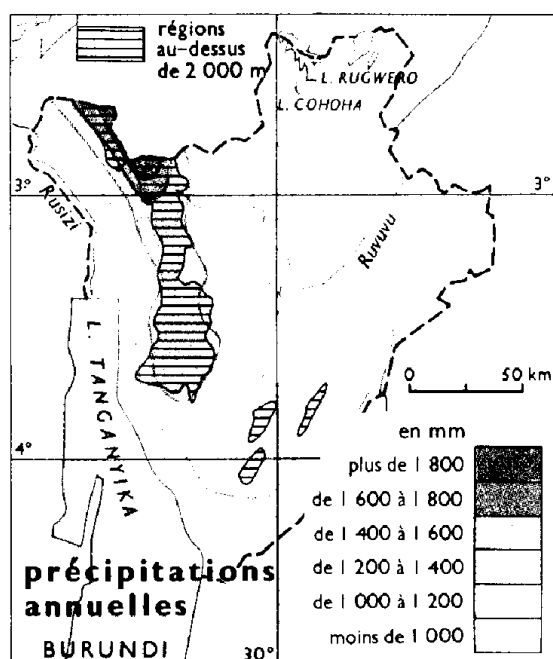 régions
au-dessus
de 2 000 m
L. RUGWERO
L. COHOHA
3°
3°
Rusizi
Ruvuvu
L. TANGANYIKA
0 50 km
4°
en mm
plus de 1 800
de 1 600 à 1 800
de 1 400 à 1 600
de 1 200 à 1 400
de 1 000 à 1 200
moins de 1 000
précipitations
annuelles
BURUNDI
30°